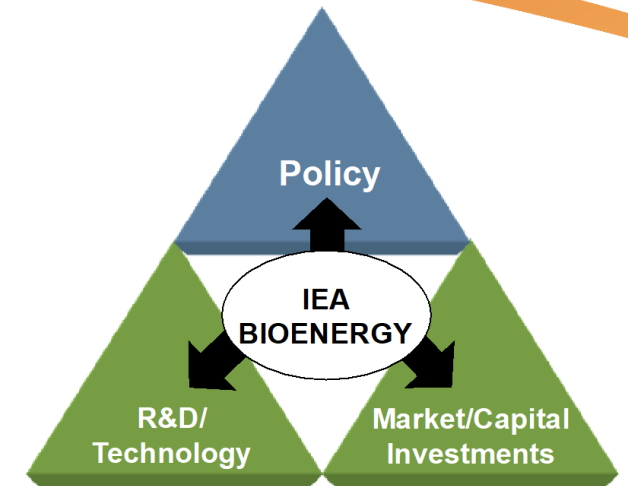 Policy
IEA
BIOENERGY
R&D/
Technology
Market/Capital
Investments